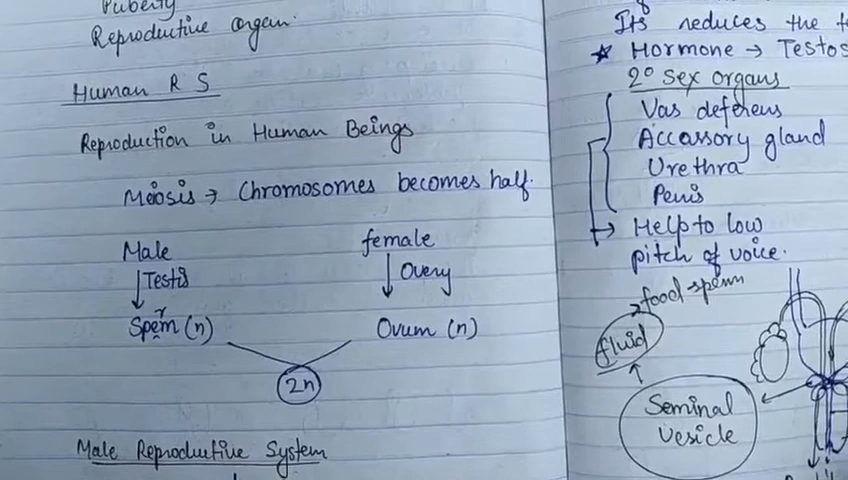 Puberty
Reproductive organ.
Human R S
Reproduction in Human Beings
Meiosis → Chromosomes becomes half.
Male
↓ Testis
Sperm (n)
female
↓ Overy
Ovum (n)
2n
Male Reproductive System
Its reduces the
★ Hormone → Testos
2° Sex organs
Vas deferens
Accassory gland
Urethra
Penis
→ Help to low
pitch of voice.
food sperm
fluid
Seminal
Vesicle